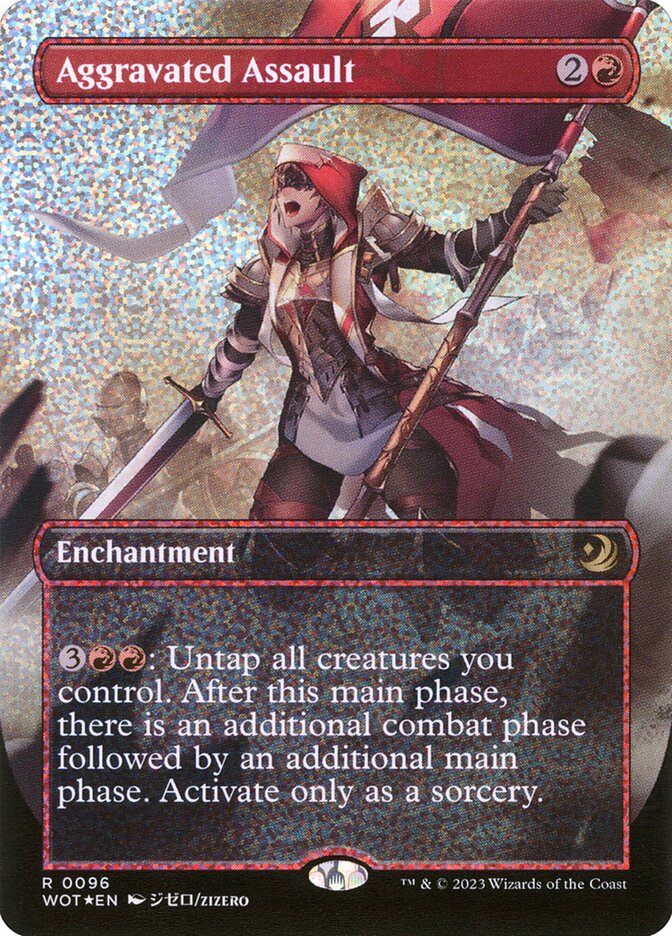 Aggravated Assault 2
Enchantment
3: Untap all creatures you
control. After this main phase,
there is an additional combat phase
followed by an additional main
phase. Activate only as a sorcery.
R 0096
WOT★EN ジゼロ/ZIZERO
™ & © 2023 Wizards of the Coast